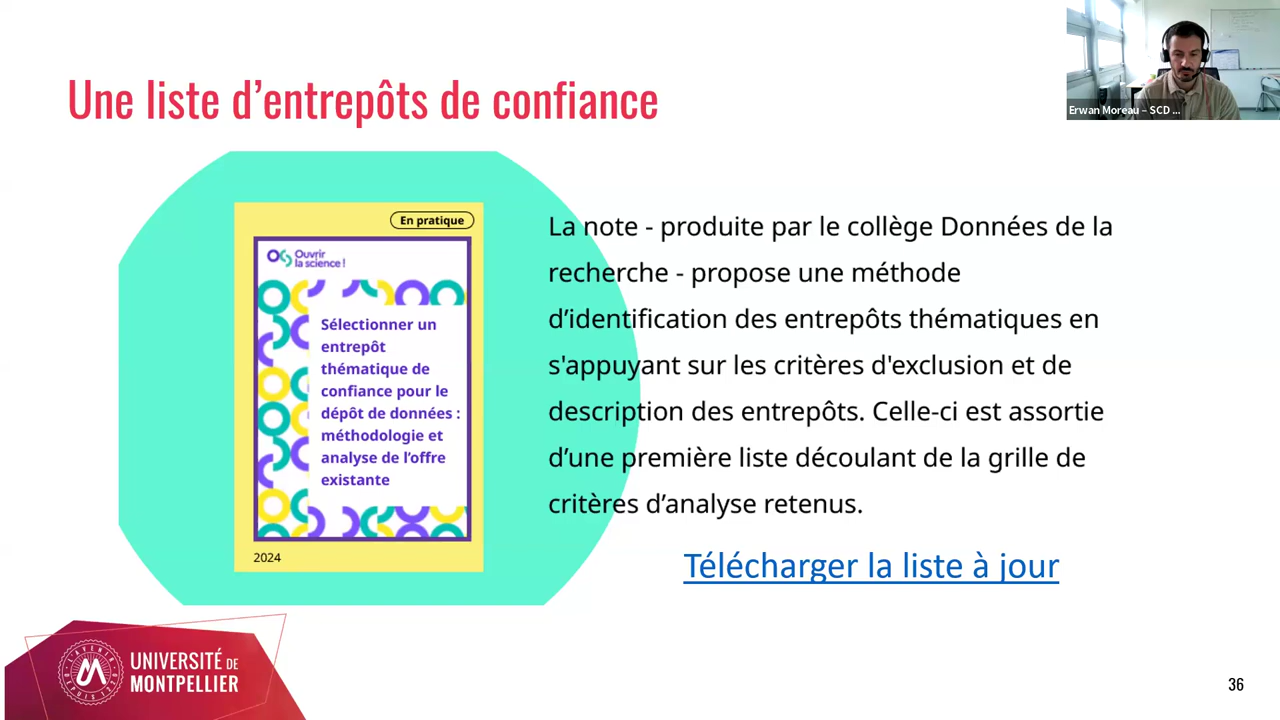 Une liste d'entrepôts de confiance
Erwan Moreau – SCD ...
En pratique
Ouvrir
la science !
Sélectionner un
entrepôt
thématique de
confiance pour le
dépôt de données :
méthodologie et
analyse de l'offre
existante
2024
La note - produite par le collège Données de la
recherche - propose une méthode
d'identification des entrepôts thématiques en
s'appuyant sur les critères d'exclusion et de
description des entrepôts. Celle-ci est assortie
d'une première liste découlant de la grille de
critères d'analyse retenus.
Télécharger la liste à jour
UNIVERSITÉ DE
MONTPELLIER
36